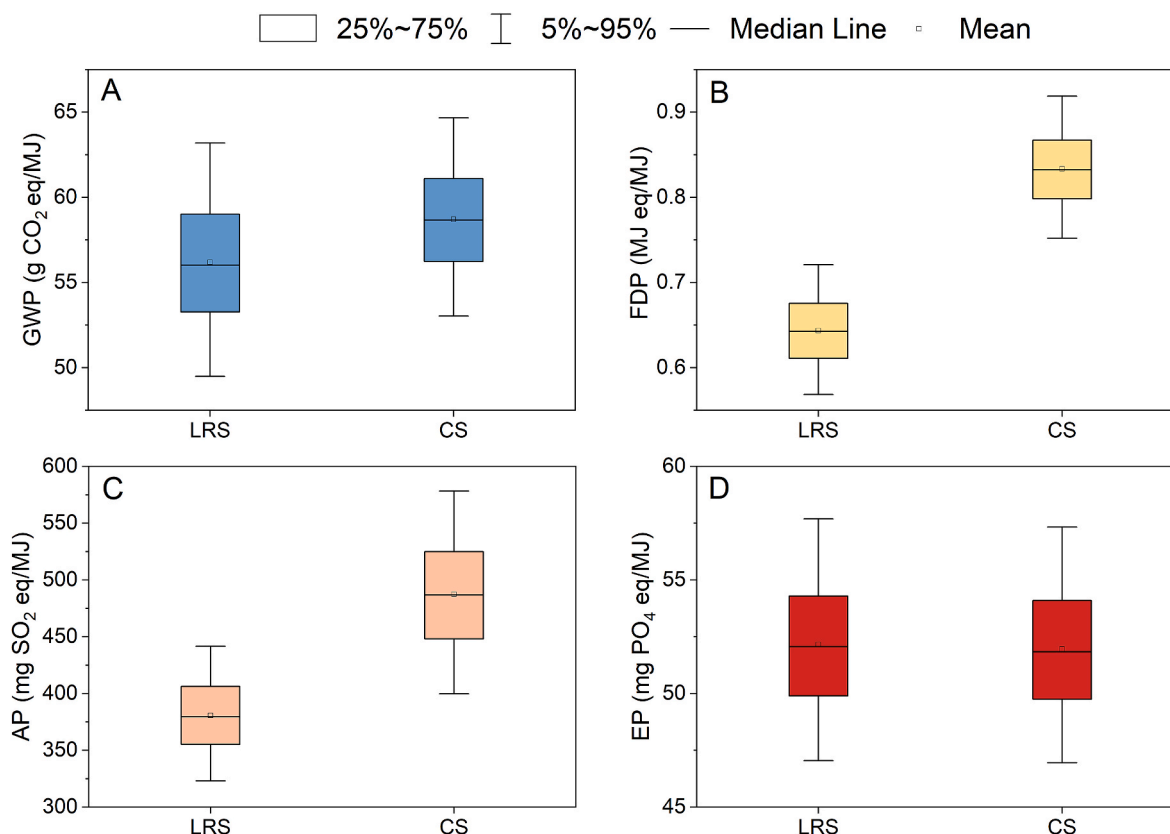 25%~75% 5%~95% Median Line Mean
A
GWP (g CO₂ eq/MJ)
65
60
55
50
LRS CS
B
FDP (MJ eq/MJ)
0.9
0.8
0.7
0.6
LRS CS
C
AP (mg SO₂ eq/MJ)
600
550
500
450
400
350
300
LRS CS
D
EP (mg PO₄ eq/MJ)
60
55
50
45
LRS CS